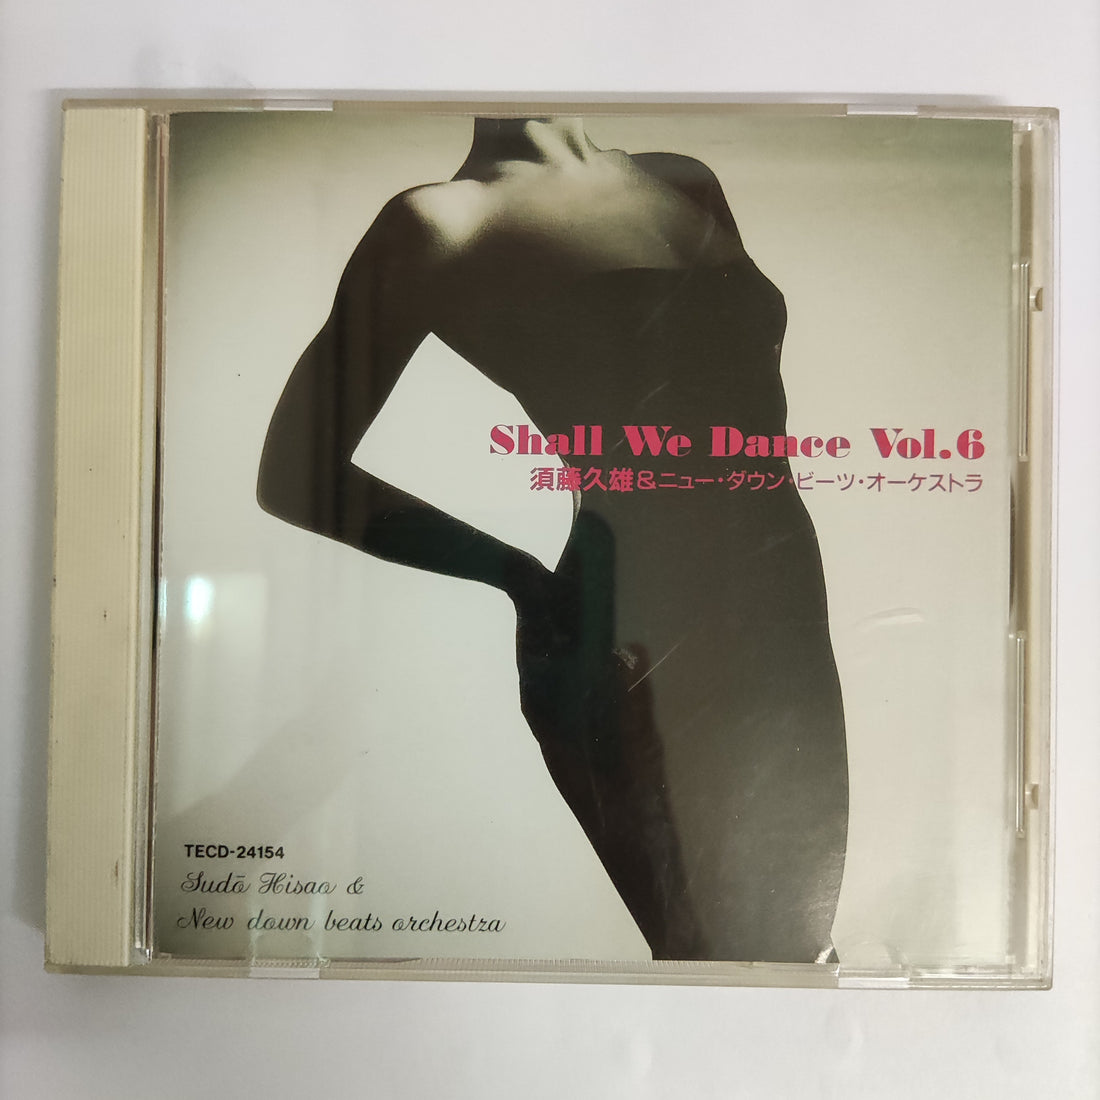 Shall We Dance Vol.6
須藤久雄&ニュー・ダウン・ビーツ・オーケストラ
TECD-24154
Sudō Hisao &
New down beats orchestra